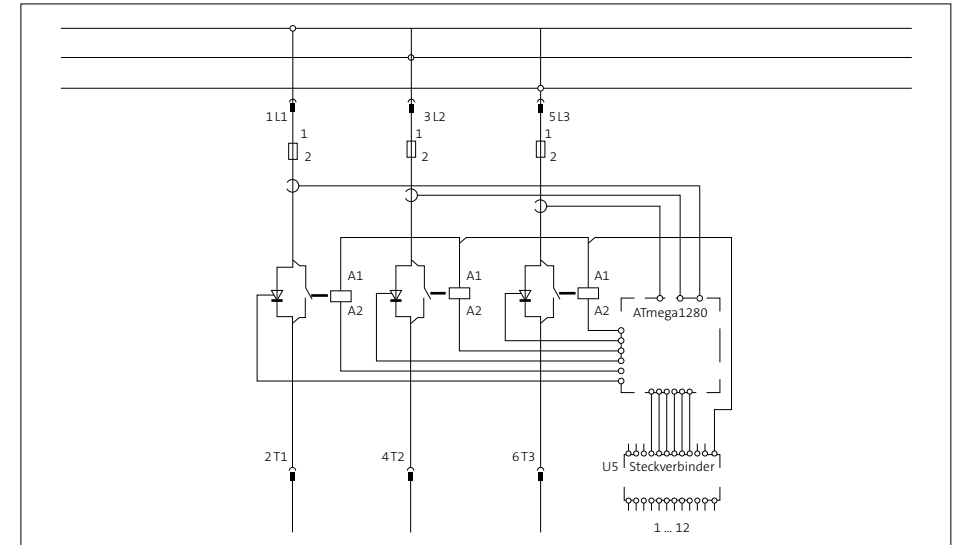 1 L1
3 L2
5 L3
1
1
1
2
2
2
A1
A1
A1
A2
A2
A2
ATmega1280
2 T1
4 T2
6 T3
U5
Steckverbinder
1 ... 12